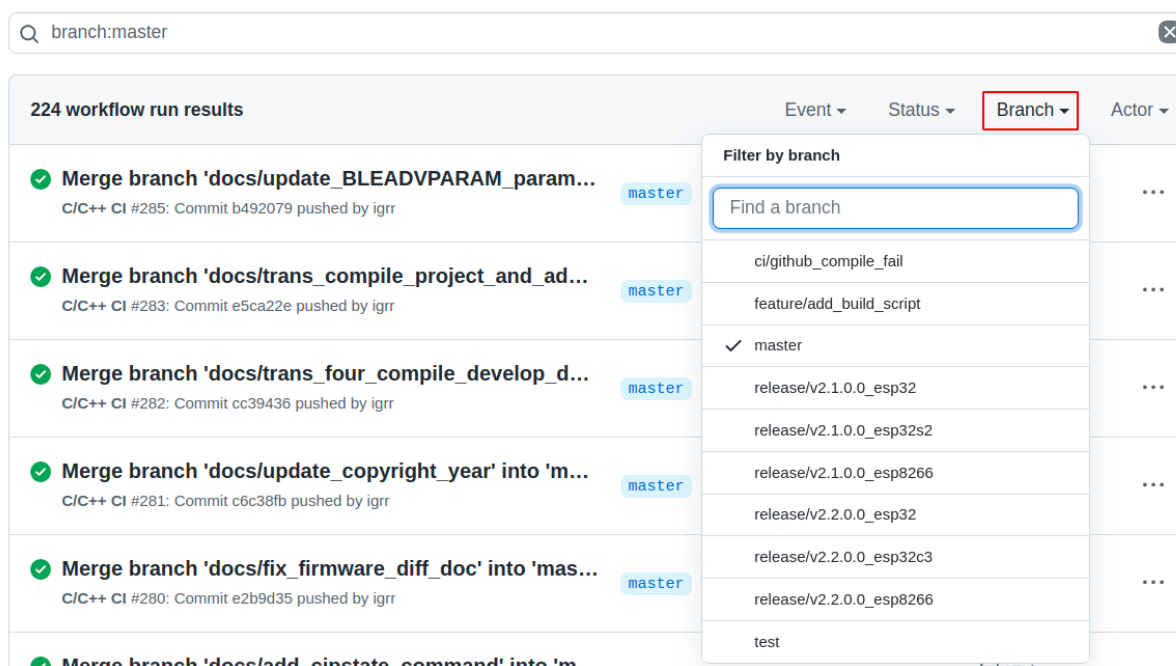 branch:master
224 workflow run results
Event
Status
Branch
Actor
Filter by branch
Find a branch
ci/github_compile_fail
feature/add_build_script
master
release/v2.1.0.0_esp32
release/v2.1.0.0_esp32s2
release/v2.1.0.0_esp8266
release/v2.2.0.0_esp32
release/v2.2.0.0_esp32c3
release/v2.2.0.0_esp8266
test
Merge branch 'docs/update_BLEADVPARAM_param...
master
C/C++ CI #285: Commit b492079 pushed by igrr
Merge branch 'docs/trans_compile_project_and_ad...
master
C/C++ CI #283: Commit e5ca22e pushed by igrr
Merge branch 'docs/trans_four_compile_develop_d...
master
C/C++ CI #282: Commit cc39436 pushed by igrr
Merge branch 'docs/update_copyright_year' into 'm...
master
C/C++ CI #281: Commit c6c38fb pushed by igrr
Merge branch 'docs/fix_firmware_diff_doc' into 'mas...
master
C/C++ CI #280: Commit e2b9d35 pushed by igrr
Merge branch 'docs/add_cipstate_command' into 'm...